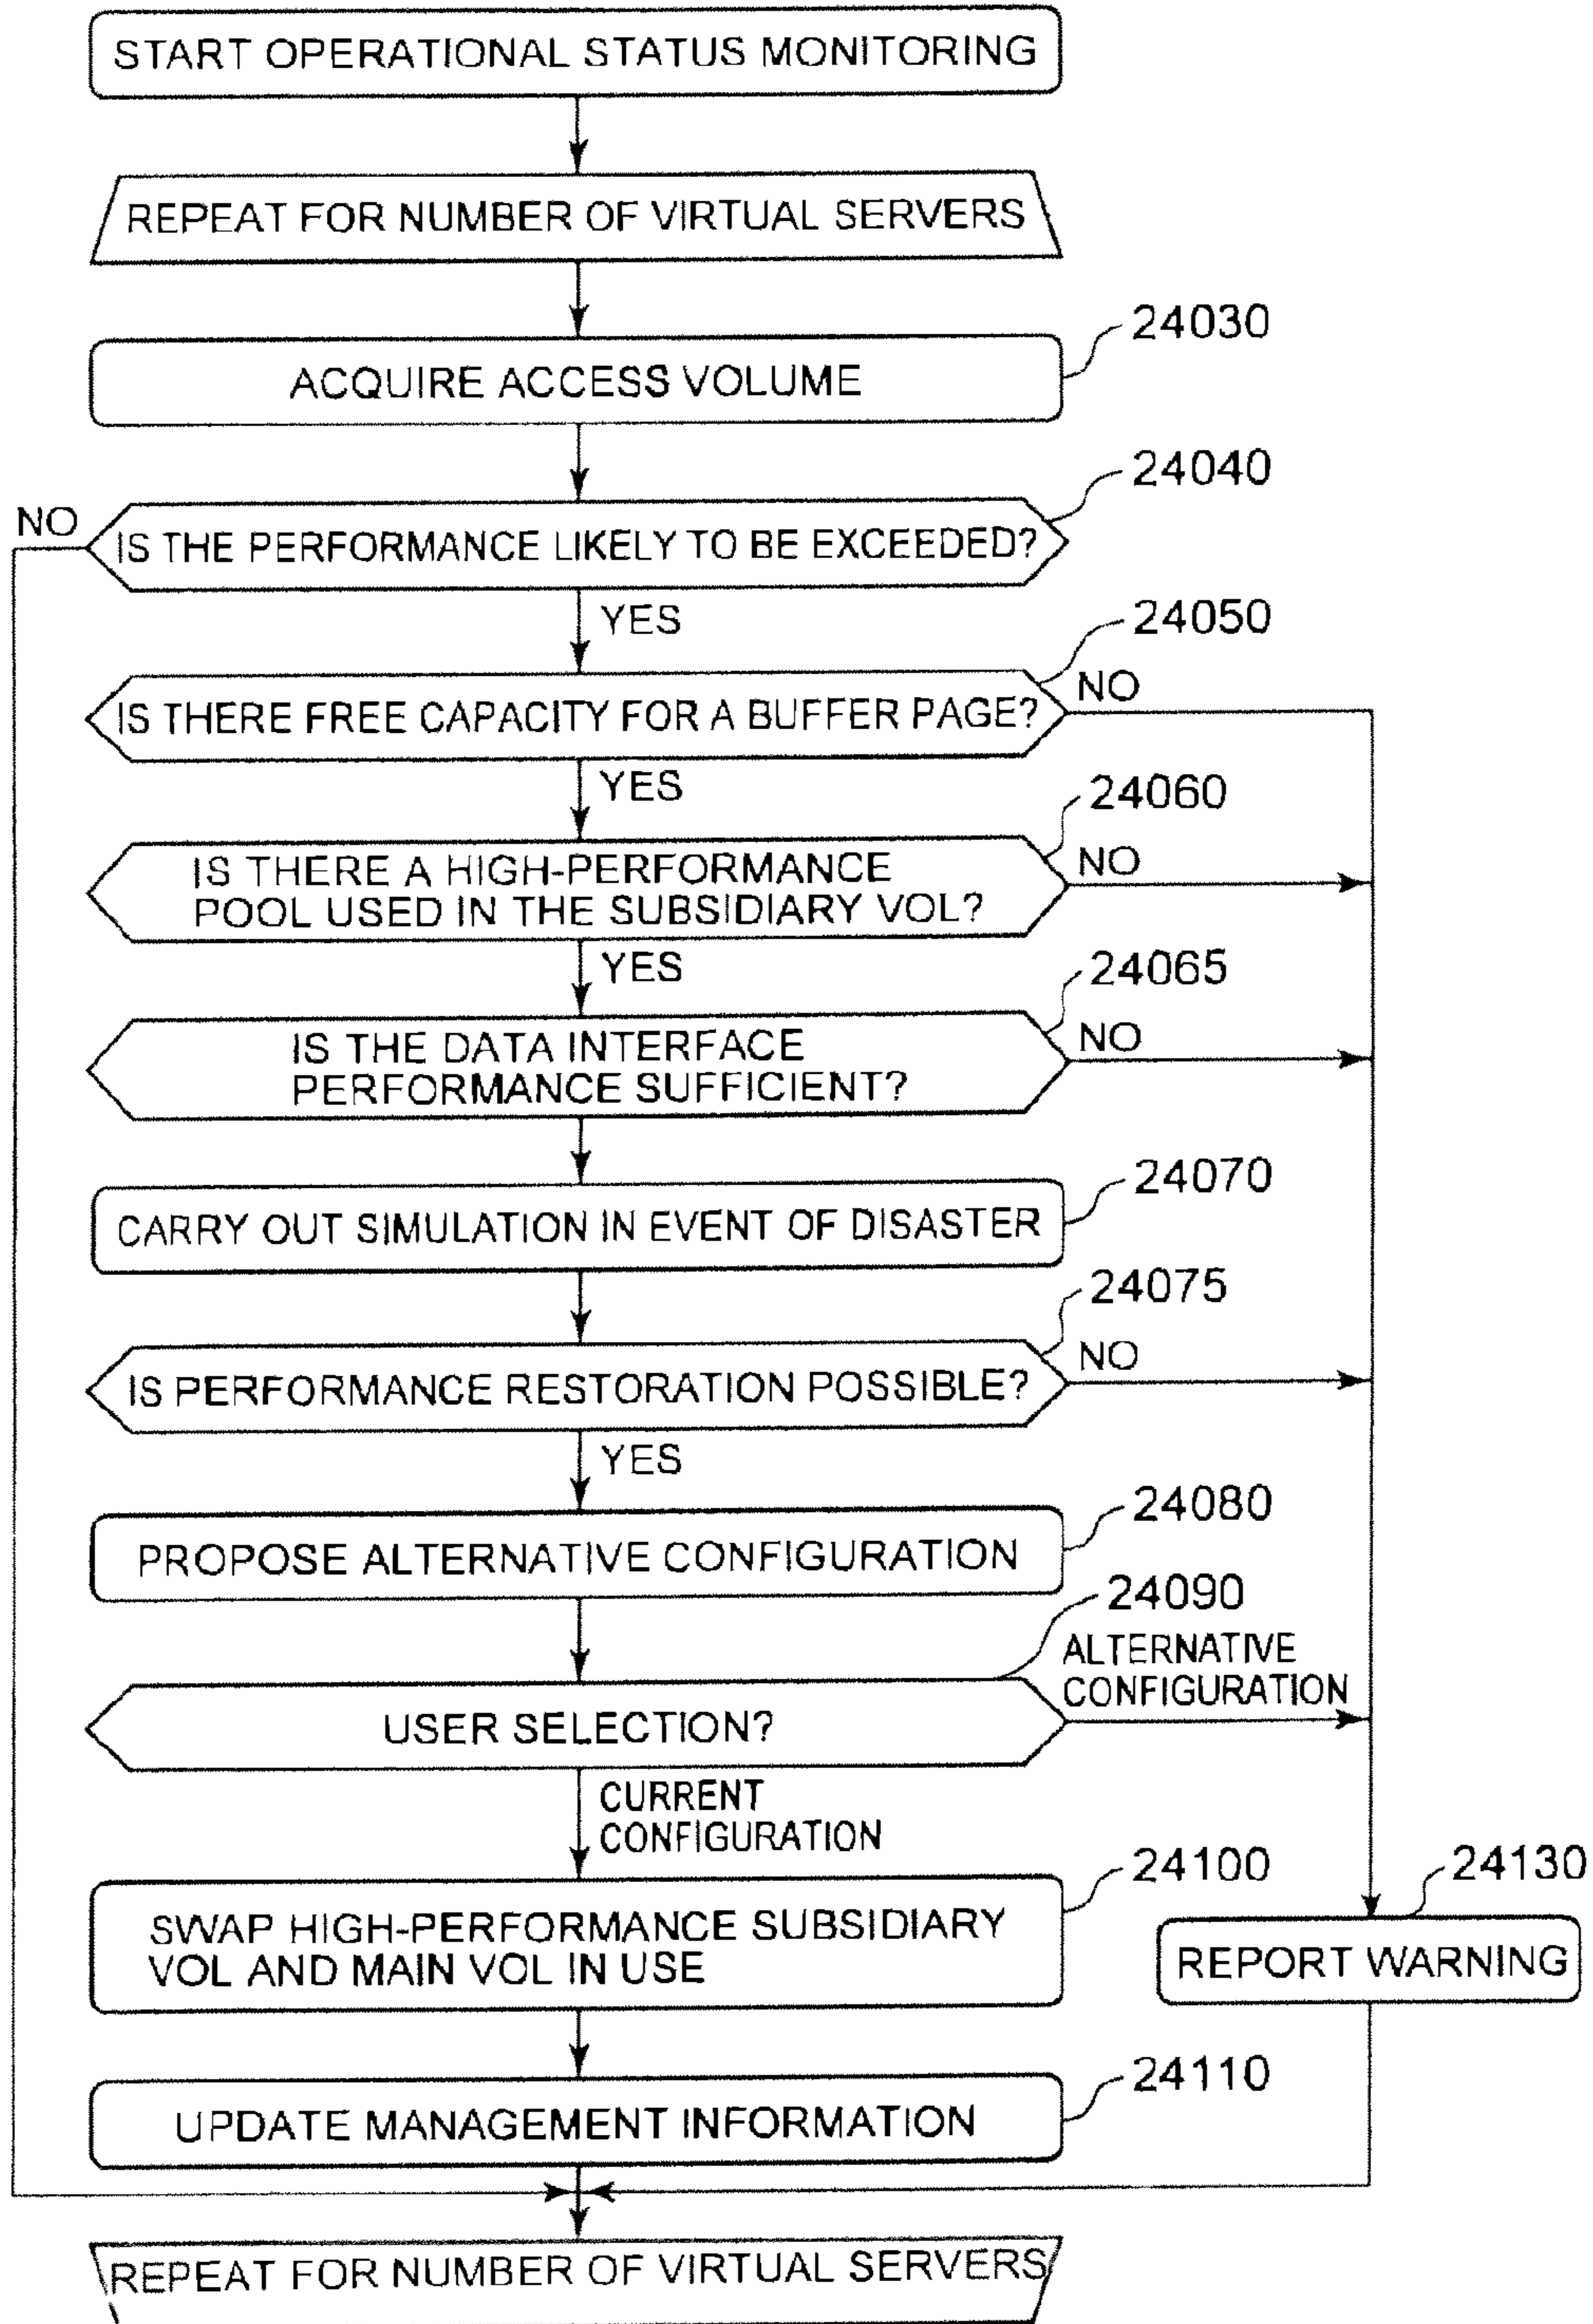 START OPERATIONAL STATUS MONITORING
REPEAT FOR NUMBER OF VIRTUAL SERVERS
24030
ACQUIRE ACCESS VOLUME
24040
NO
IS THE PERFORMANCE LIKELY TO BE EXCEEDED?
YES
24050
NO
IS THERE FREE CAPACITY FOR A BUFFER PAGE?
YES
24060
NO
IS THERE A HIGH-PERFORMANCE
POOL USED IN THE SUBSIDIARY VOL?
YES
24065
NO
IS THE DATA INTERFACE
PERFORMANCE SUFFICIENT?
24070
CARRY OUT SIMULATION IN EVENT OF DISASTER
24075
NO
IS PERFORMANCE RESTORATION POSSIBLE?
YES
24080
PROPOSE ALTERNATIVE CONFIGURATION
24090
ALTERNATIVE
CONFIGURATION
USER SELECTION?
CURRENT
CONFIGURATION
24100
24130
SWAP HIGH-PERFORMANCE SUBSIDIARY
VOL AND MAIN VOL IN USE
REPORT WARNING
24110
UPDATE MANAGEMENT INFORMATION
REPEAT FOR NUMBER OF VIRTUAL SERVERS